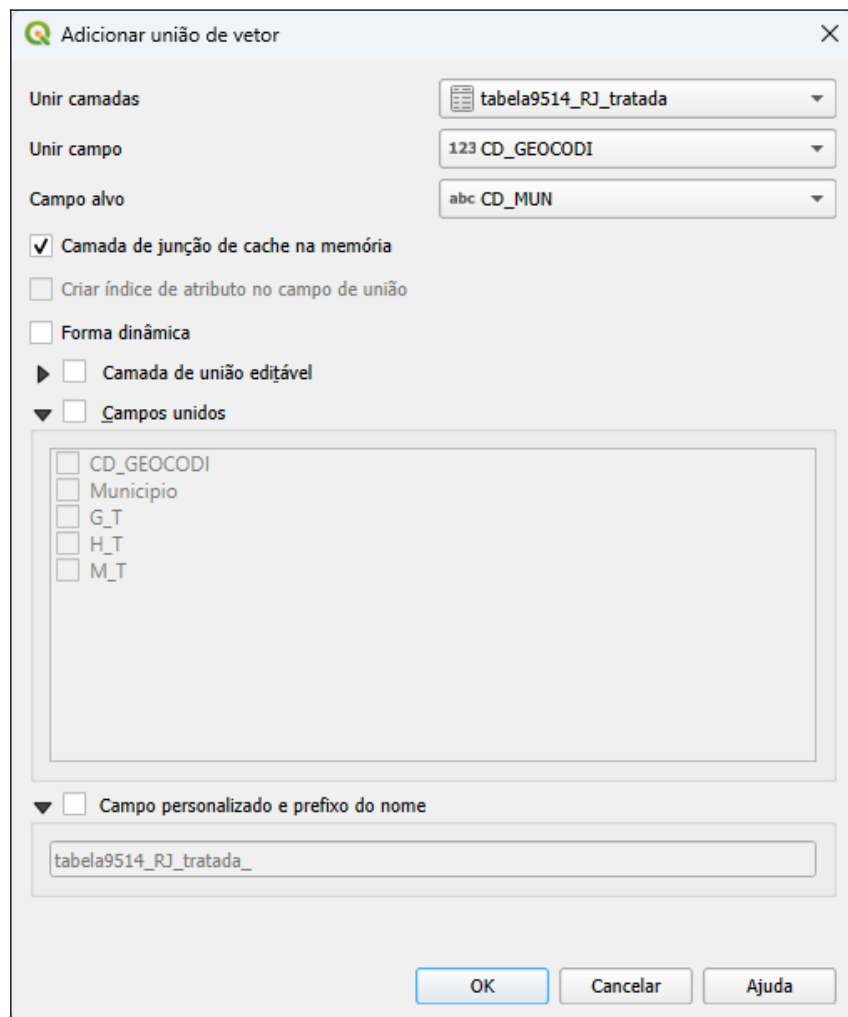 Adicionar união de vetor
Unir camadas tabela9514_RJ_tratada
Unir campo 123 CD_GEOCODI
Campo alvo abc CD_MUN
Camada de junção de cache na memória
Criar índice de atributo no campo de união
Forma dinâmica
Camada de união editável
Campos unidos
CD_GEOCODI
Municipio
G_T
H_T
M_T
Campo personalizado e prefixo do nome
tabela9514_RJ_tratada_
OK Cancelar Ajuda